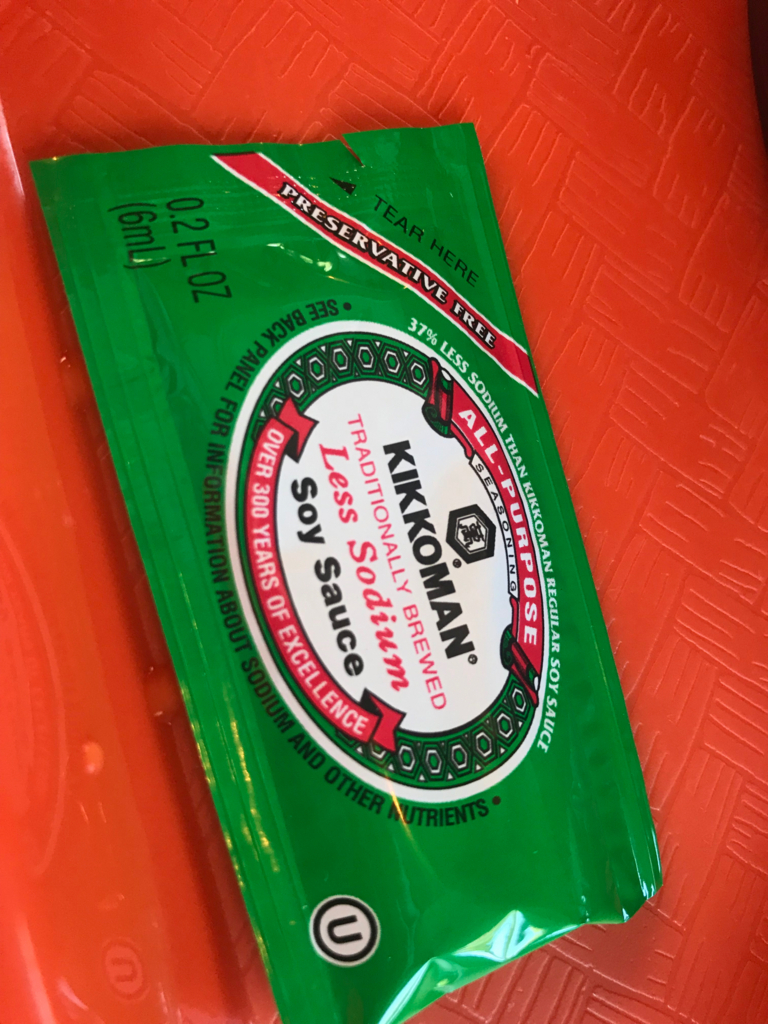 TEAR HERE
PRESERVATIVE FREE
0.2 FL OZ
(6mL)
37% LESS SODIUM THAN KIKKOMAN REGULAR SOY SAUCE
ALL-PURPOSE
SEASONING
KIKKOMAN®
TRADITIONALLY BREWED
Less Sodium
Soy Sauce
OVER 300 YEARS OF EXCELLENCE
• SEE BACK PANEL FOR INFORMATION ABOUT SODIUM AND OTHER NUTRIENTS •
U